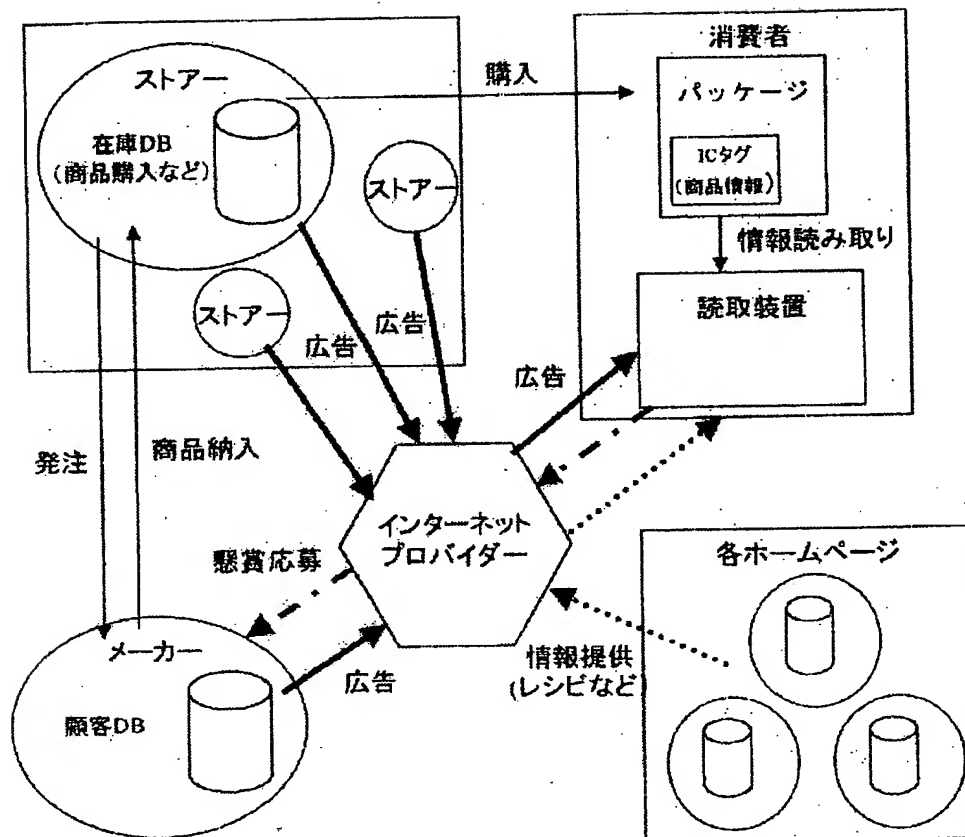 ストアー
在庫DB
(商品購入など)
ストアー
ストアー
購入
消費者
パッケージ
ICタグ
(商品情報)
情報読み取り
読取装置
広告
広告
広告
発注
商品納入
インターネット
プロバイダー
懸賞応募
メーカー
顧客DB
広告
情報提供
(レシピなど
各ホームページ